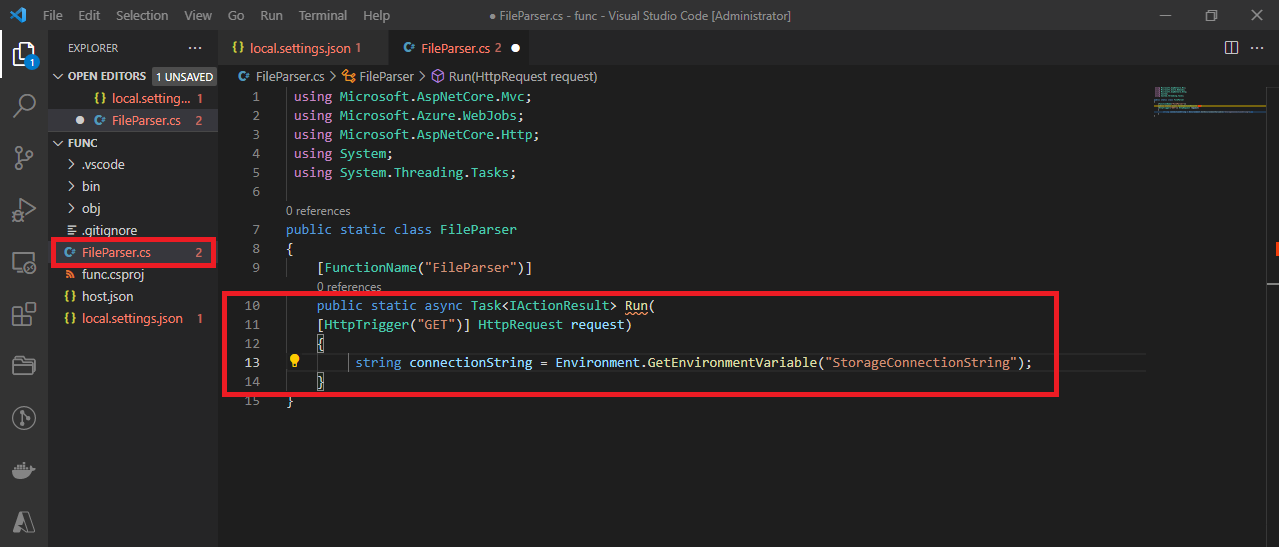 File Edit Selection View Go Run Terminal Help ● FileParser.cs - func - Visual Studio Code [Administrator]
EXPLORER ···
{} local.settings.json 1 FileParser.cs 2 ●
OPEN EDITORS 1 UNSAVED
FileParser.cs > FileParser > Run(HttpRequest request)
{} local.setting... 1
● FileParser.cs 2
FUNC
.vscode
bin
obj
.gitignore
FileParser.cs 2
func.csproj
{} host.json
{} local.settings.json 1
1
1 using Microsoft.AspNetCore.Mvc;
2 using Microsoft.Azure.WebJobs;
3 using Microsoft.AspNetCore.Http;
4 using System;
5 using System.Threading.Tasks;
6
0 references
7 public static class FileParser
8 {
9 [FunctionName("FileParser")]
0 references
10 public static async Task<IActionResult> Run(
11 [HttpTrigger("GET")] HttpRequest request)
12 {
13 string connectionString = Environment.GetEnvironmentVariable("StorageConnectionString");
14 }
15 }